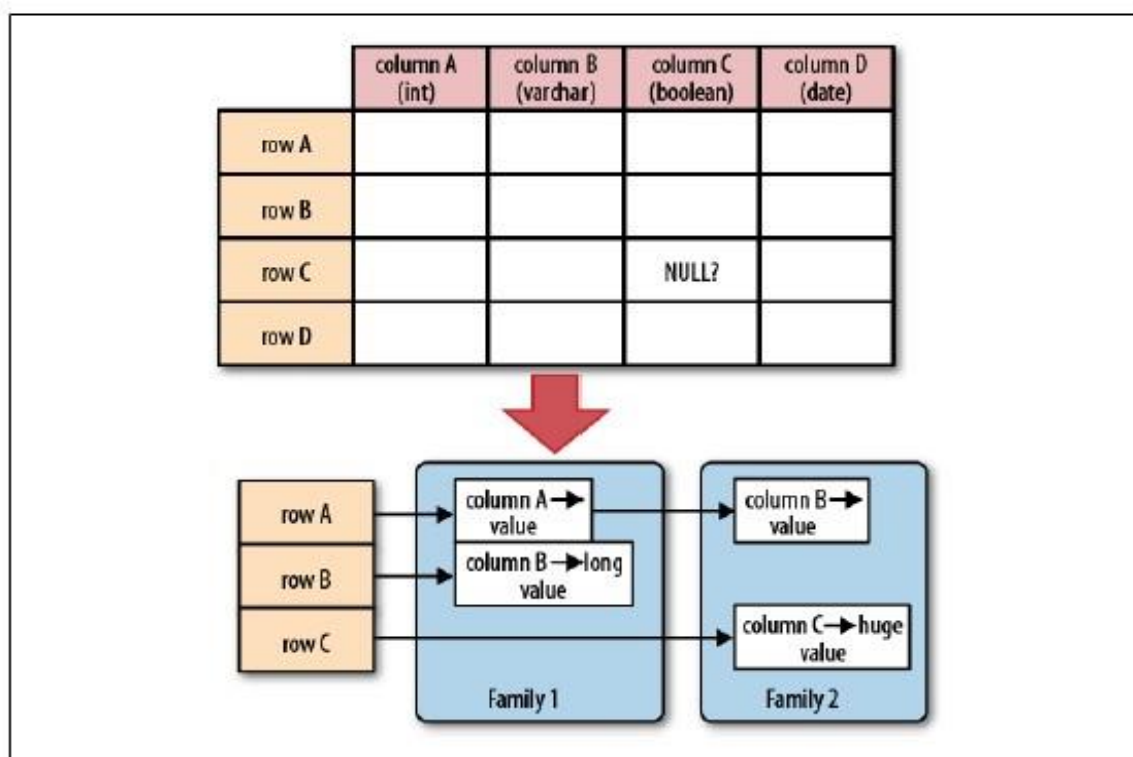 column A column B column C column D
(int) (varchar) (boolean) (date)
row A
row B
row C NULL?
row D
row A column A→ column B→
value value
row B column B→long
value
row C column C→huge
value
Family 1 Family 2